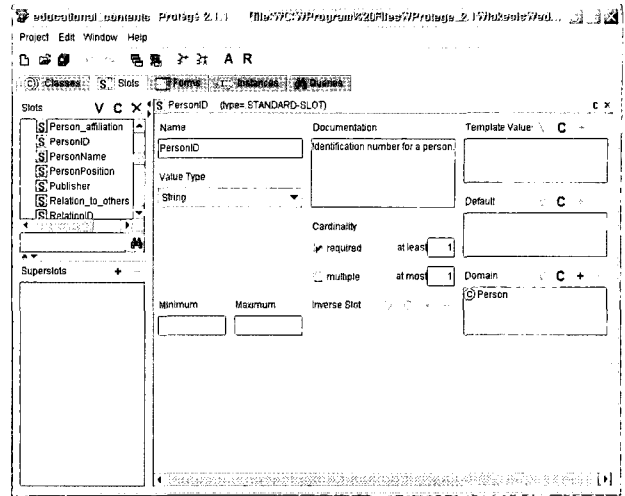 educational_contents Protégé 2.1.1
Project Edit Window Help
A R
Classes S Slots Forms Instances Queries
Slots V C X
S Person_affiliation
S PersonID
S PersonName
S PersonPosition
S Publisher
S Relation_to_others
S RelationID
Superslots + −
S PersonID (type= STANDARD-SLOT) C X
Name
PersonID
Value Type
String
Minimum Maximum
Documentation
Identification number for a person.
Cardinality
required at least 1
multiple at most 1
Inverse Slot
Template Value C +
Default C +
Domain C +
C Person